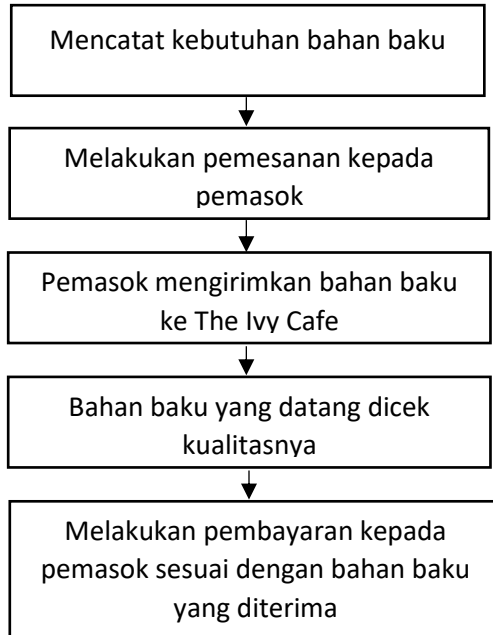 Mencatat kebutuhan bahan baku
Melakukan pemesanan kepada
pemasok
Pemasok mengirimkan bahan baku
ke The Ivy Cafe
Bahan baku yang datang dicek
kualitasnya
Melakukan pembayaran kepada
pemasok sesuai dengan bahan baku
yang diterima